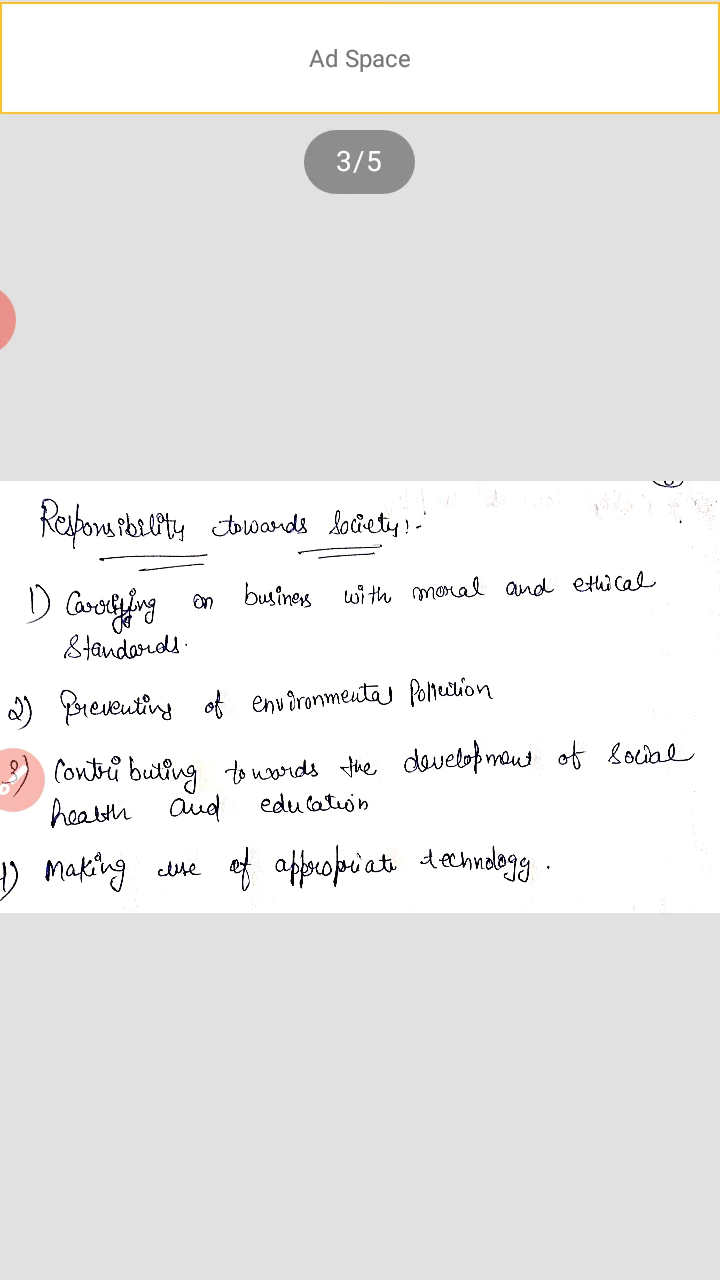 Ad Space
3/5
Responsibility towards Society:-
1) Carrying on business with moral and ethical
Standards.
2) Preventing of environmental Pollution
3) Contributing towards the development of Social
health and education
4) Making use of appropriate technology.